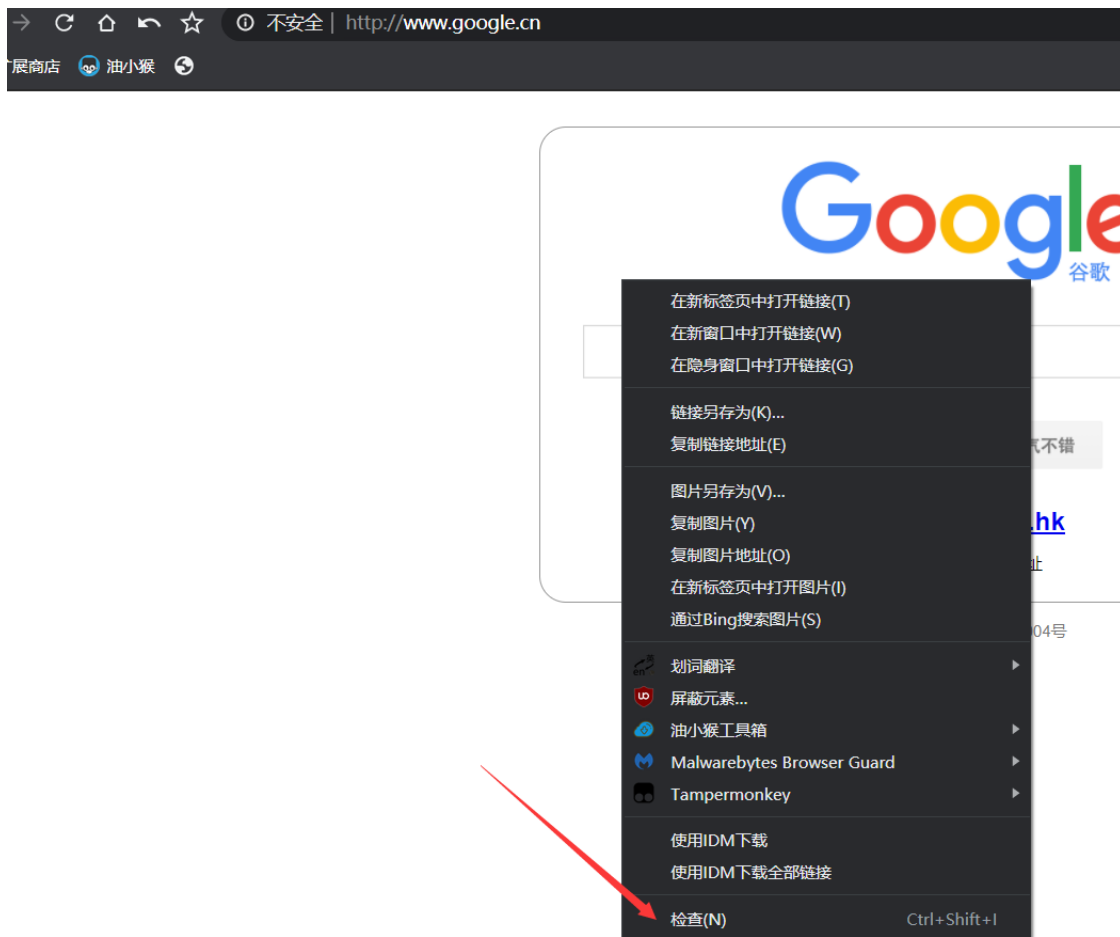 不安全 | http://www.google.cn
展商店 油小猴
Google
谷歌
在新标签页中打开链接(T)
在新窗口中打开链接(W)
在隐身窗口中打开链接(G)
链接另存为(K)...
复制链接地址(E)
气不错
图片另存为(V)...
复制图片(Y)
.hk
复制图片地址(O)
址
在新标签页中打开图片(I)
通过Bing搜索图片(S)
004号
划词翻译
屏蔽元素...
油小猴工具箱
Malwarebytes Browser Guard
Tampermonkey
使用IDM下载
使用IDM下载全部链接
检查(N) Ctrl+Shift+I